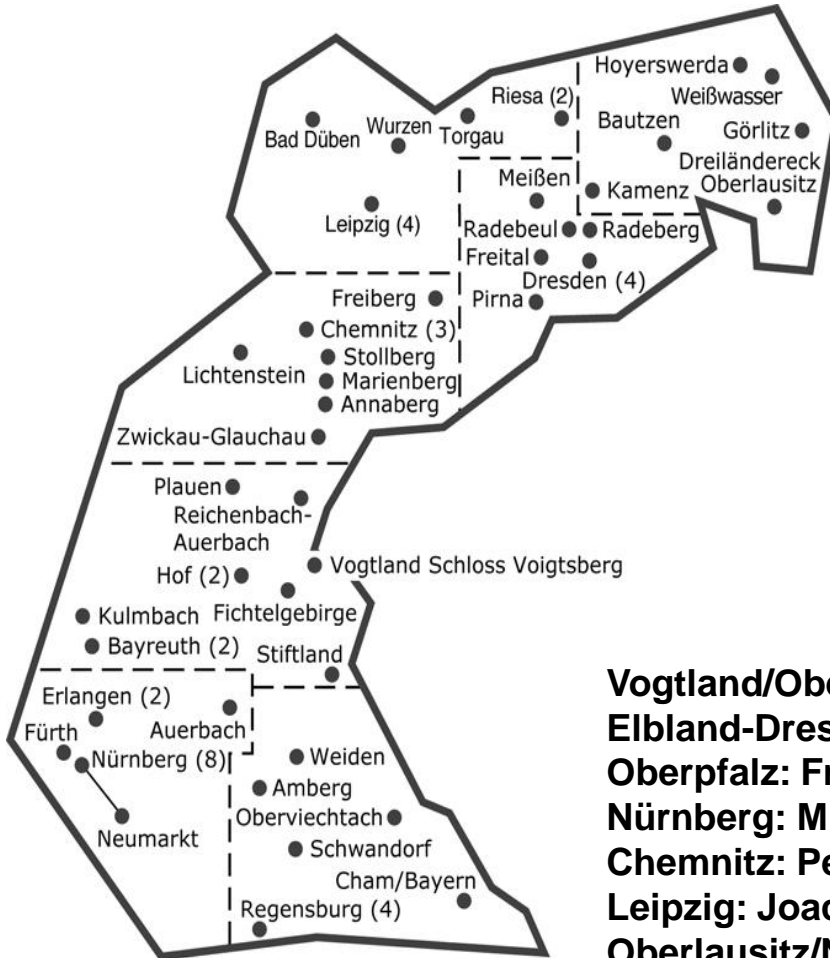 Hoyerswerda
Weißwasser
Riesa (2)
Bad Düben
Wurzen
Torgau
Bautzen
Görlitz
Dreiländereck
Oberlausitz
Meißen
Kamenz
Leipzig (4)
Radebeul
Radeberg
Freital
Dresden (4)
Pirna
Freiberg
Chemnitz (3)
Stollberg
Lichtenstein
Marienberg
Annaberg
Zwickau-Glauchau
Plauen
Reichenbach-
Auerbach
Vogtland Schloss Voigtsberg
Hof (2)
Fichtelgebirge
Kulmbach
Bayreuth (2)
Stiftland
Erlangen (2)
Fürth
Auerbach
Nürnberg (8)
Weiden
Amberg
Oberviechtach
Neumarkt
Schwandorf
Cham/Bayern
Regensburg (4)
Vogtland/Obe
Elbland-Dres
Oberpfalz: Fr
Nürnberg: M
Chemnitz: Pe
Leipzig: Joac
Oberlausitz/N